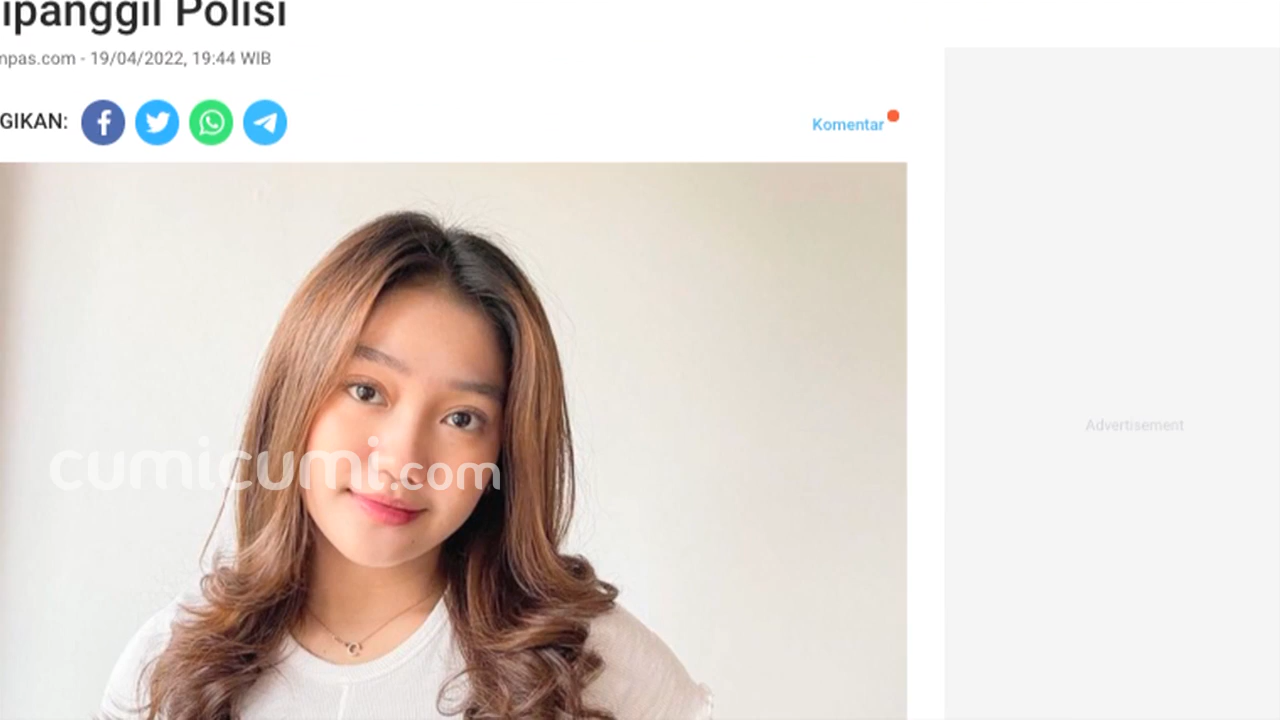 ipanggil Polisi
npas.com - 19/04/2022, 19:44 WIB
GIKAN:
Komentar
cumicumi.com
Advertisement